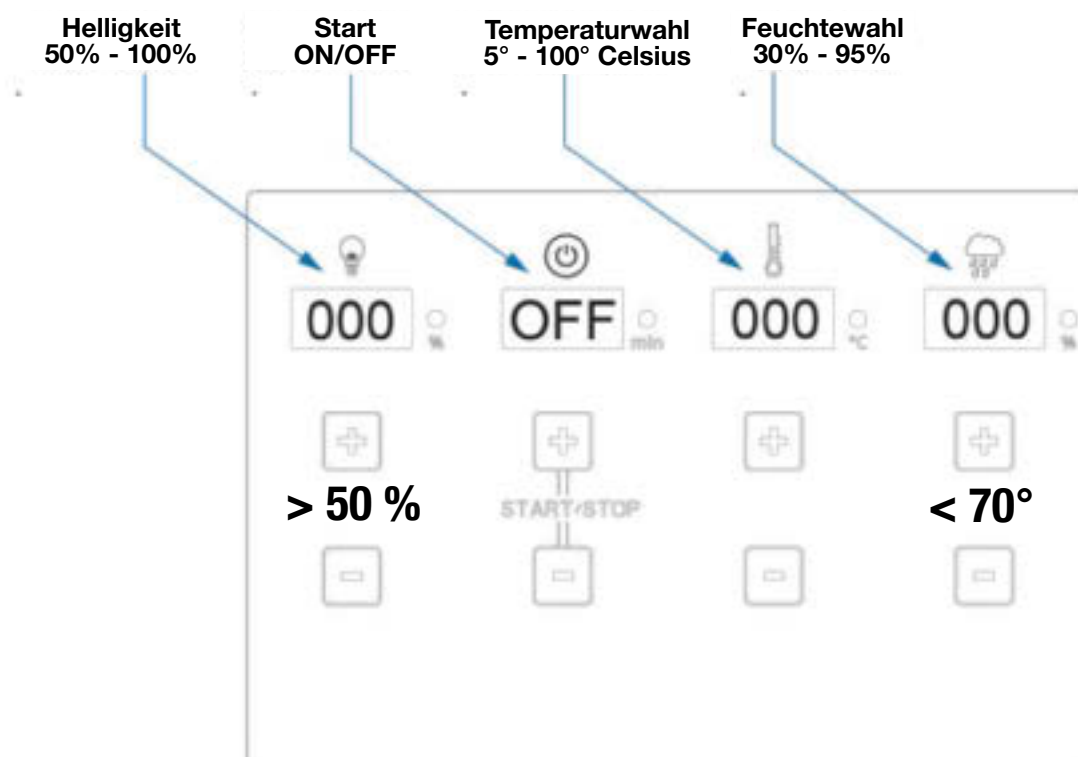 Helligkeit
50% - 100%
Start
ON/OFF
Temperaturwahl
5° - 100° Celsius
Feuchtewahl
30% - 95%
000 %
OFF min
000 °C
000 %
> 50 %
START/STOP
< 70°